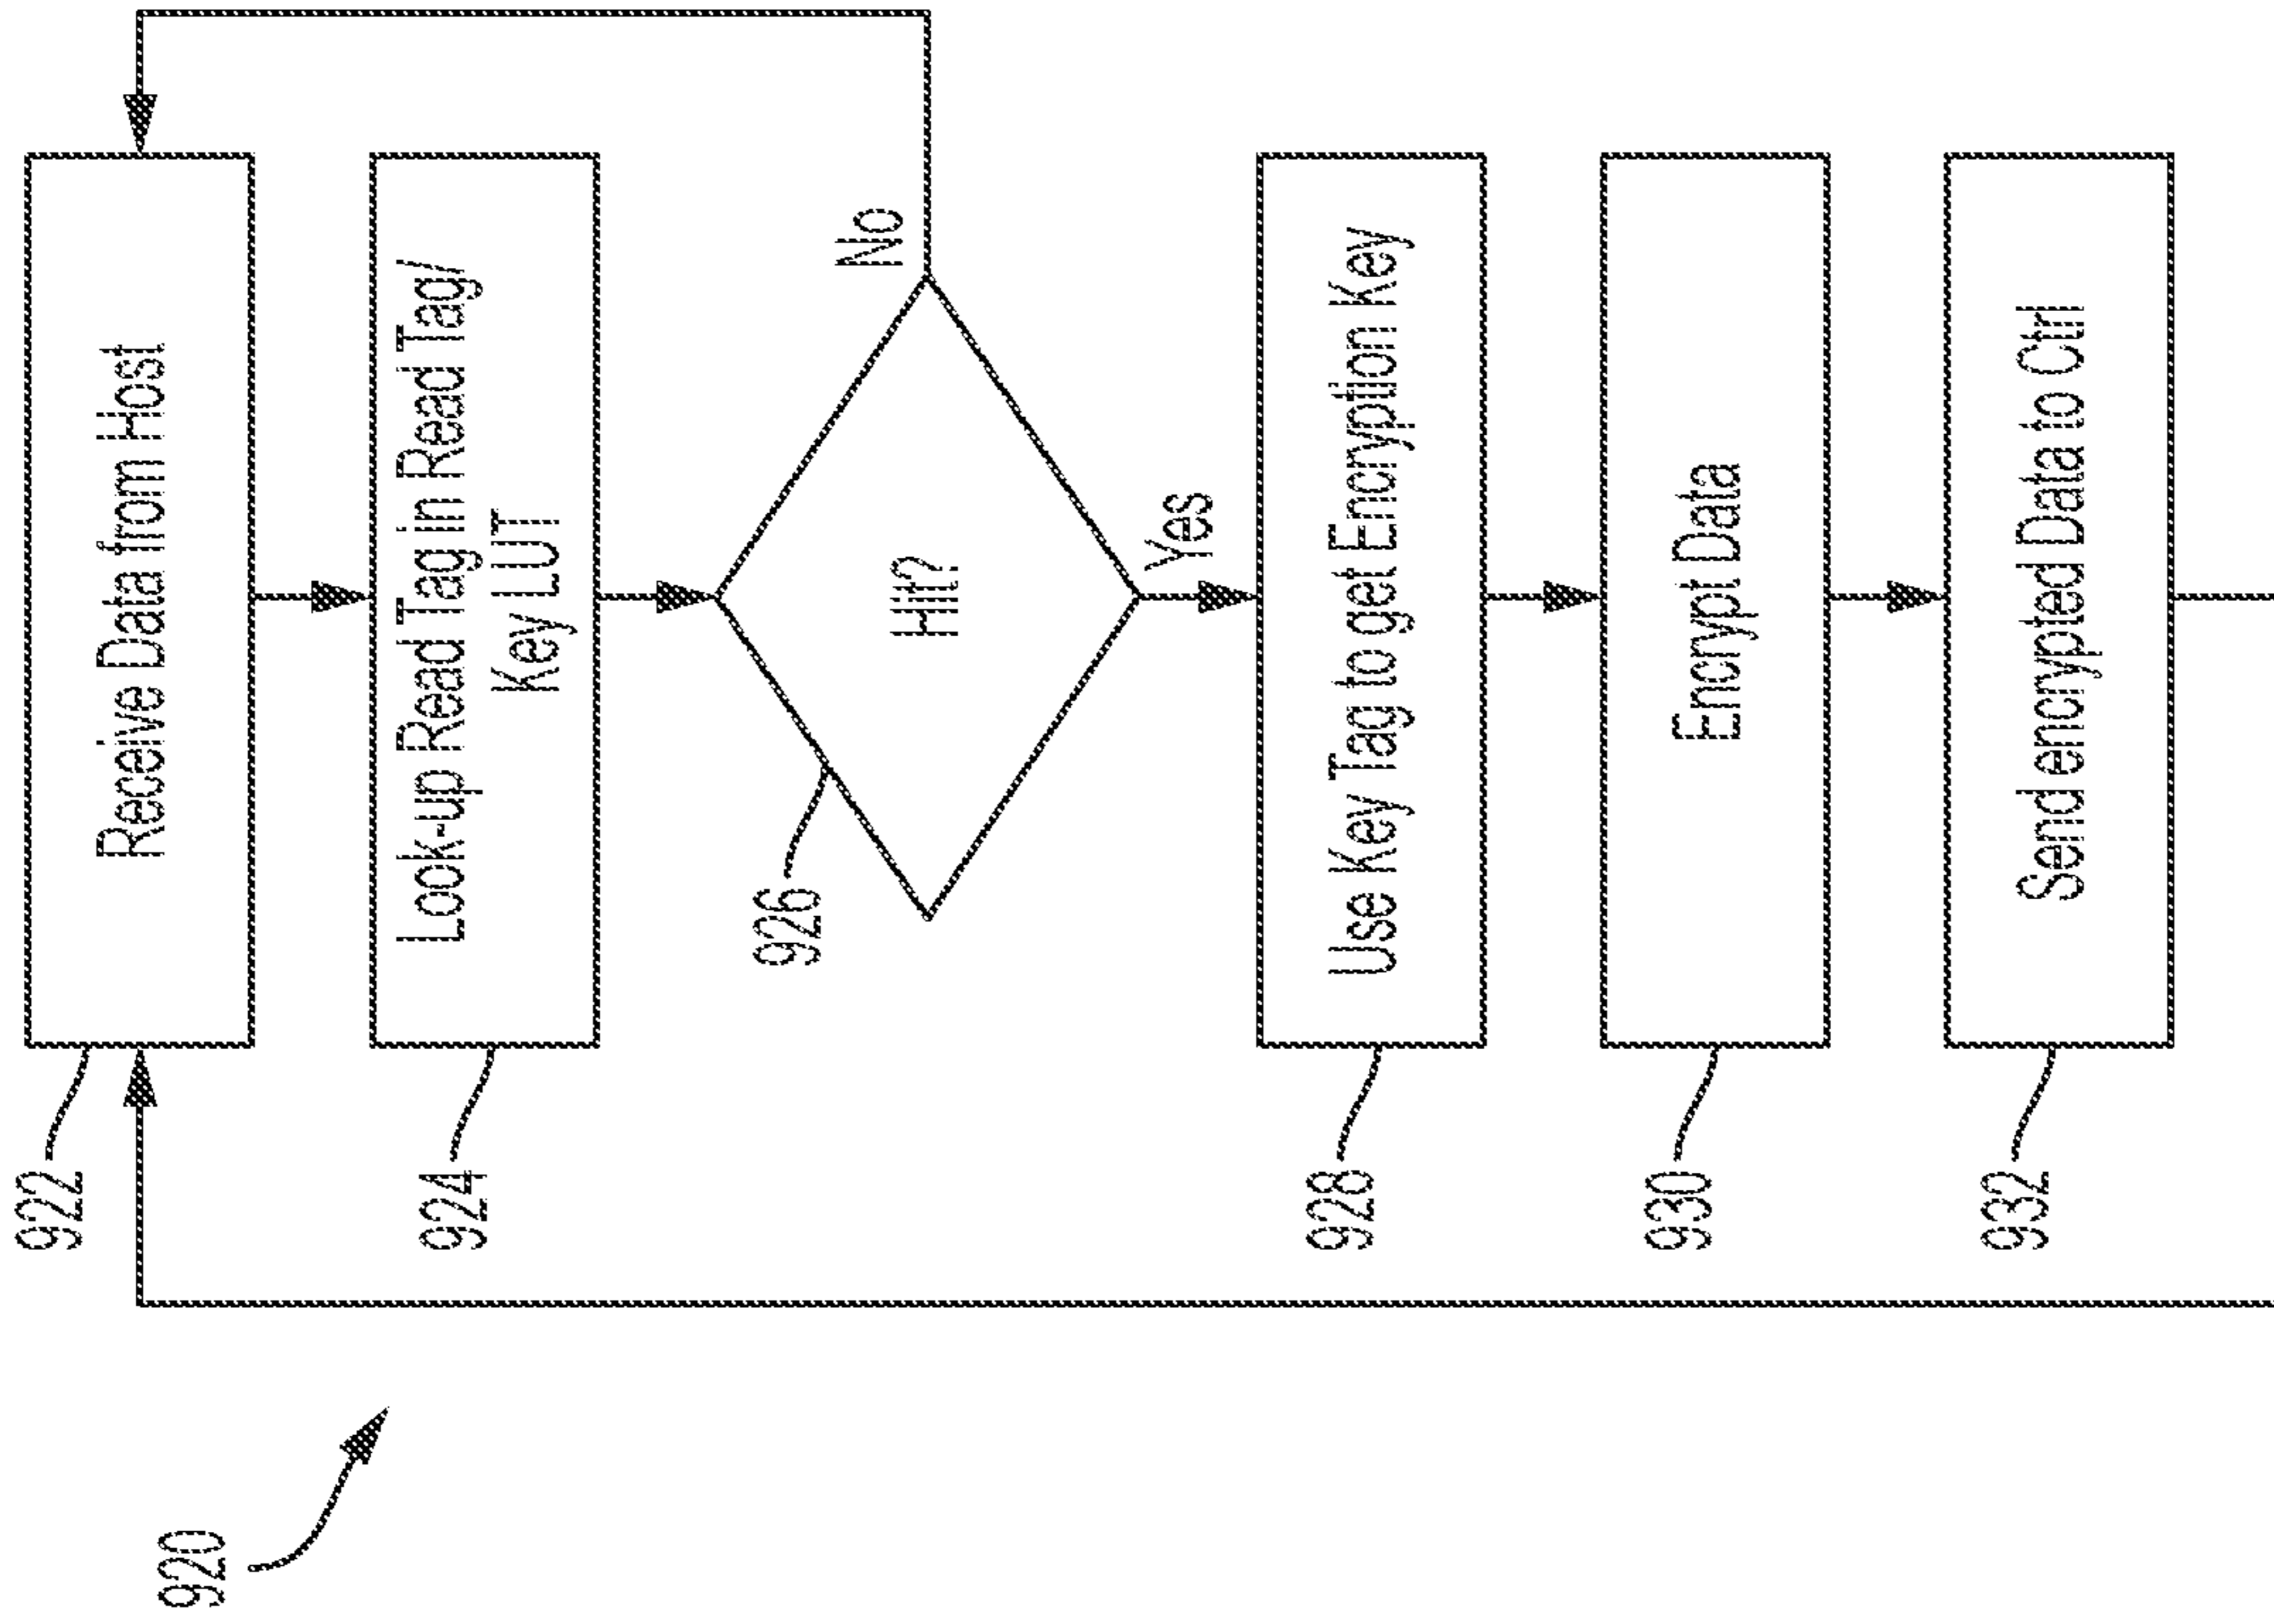 920
922
Receive Data from Host
924
Look-up Read Tag in Read Tag/
Key LUT
926
Hit?
No
Yes
928
Use Key Tag to get Encryption Key
930
Encrypt Data
932
Send encrypted Data to Ctrl